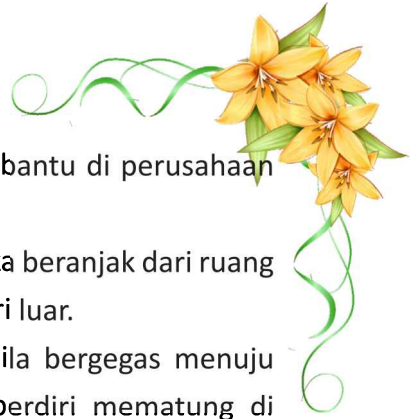 bantu di perusahaan
a beranjak dari ruang
ri luar.
ila bergegas menuju
berdiri mematung di